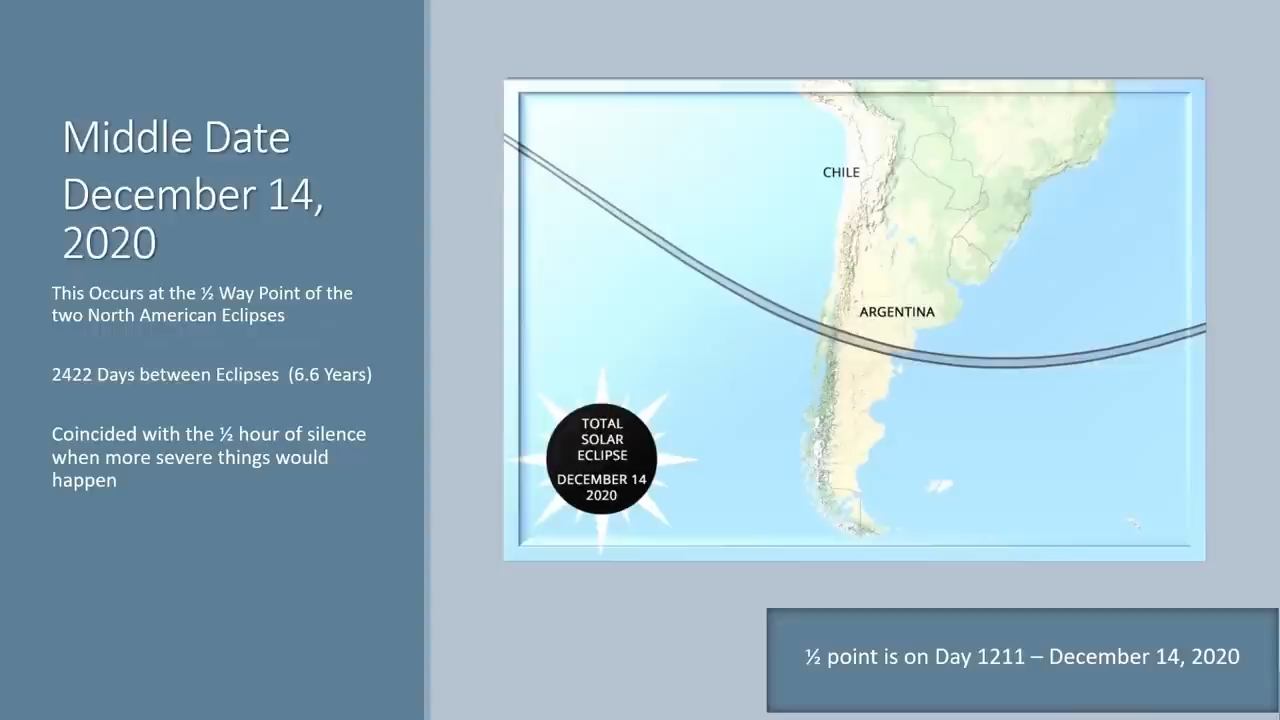 Middle Date
December 14,
2020
This Occurs at the ½ Way Point of the
two North American Eclipses
2422 Days between Eclipses (6.6 Years)
Coincided with the ½ hour of silence
when more severe things would
happen
CHILE
ARGENTINA
TOTAL
SOLAR
ECLIPSE
DECEMBER 14
2020
½ point is on Day 1211 – December 14, 2020